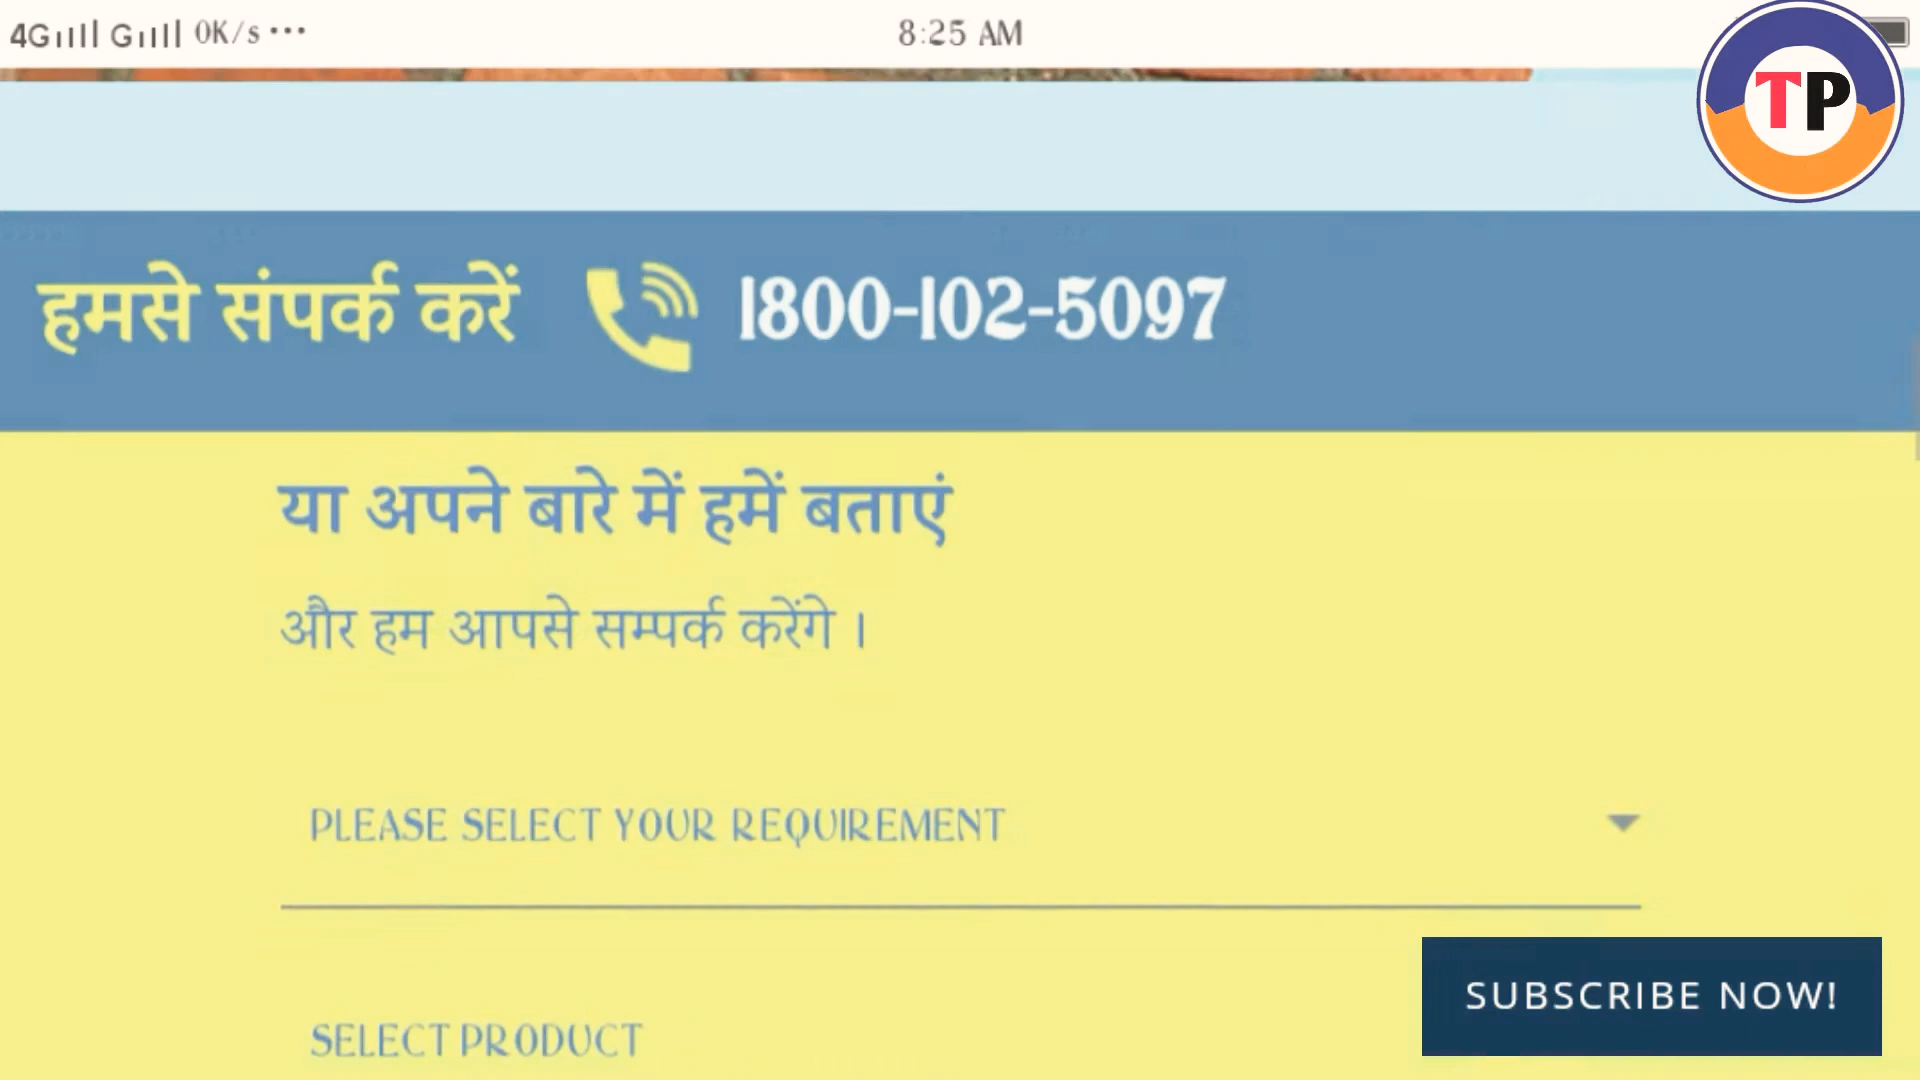 4G G 0K/s ...
8:25 AM
TP
हमसे संपर्क करें 1800-102-5097
या अपने बारे में हमें बताएं
और हम आपसे सम्पर्क करेंगे ।
PLEASE SELECT YOUR REQUIREMENT
SELECT PRODUCT
SUBSCRIBE NOW!